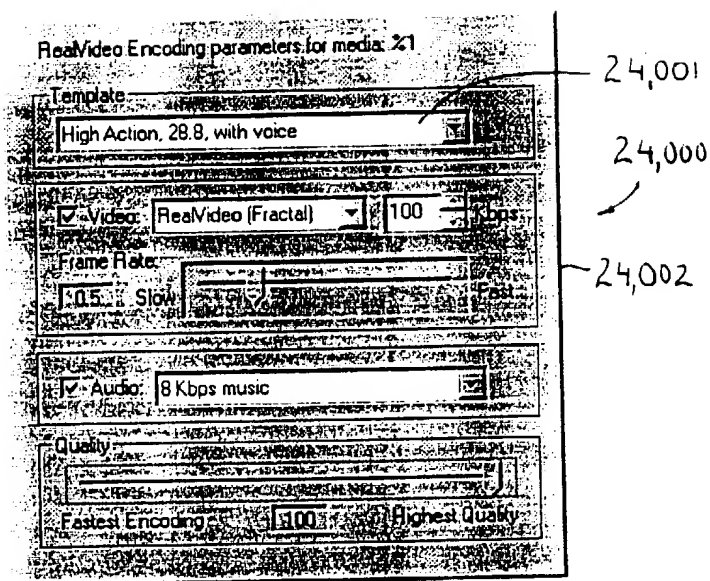 RealVideo Encoding parameters for media: %1
24,001
Template
High Action, 28.8, with voice
24,000
Video: RealVideo (Fractal) 100 Kbps
Frame Rate:
24,002
0.5 Slow Fast
Audio: 8 Kbps music
Quality
Fastest Encoding 100 Highest Quality